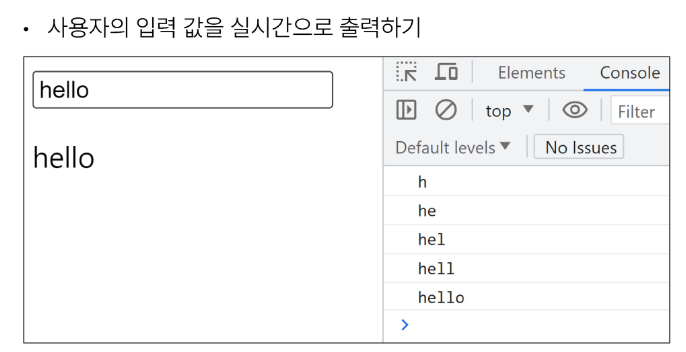 • 사용자의 입력 값을 실시간으로 출력하기
hello
hello
Elements Console
top ▼ Filter
Default levels ▼ No Issues
h
he
hel
hell
hello
>